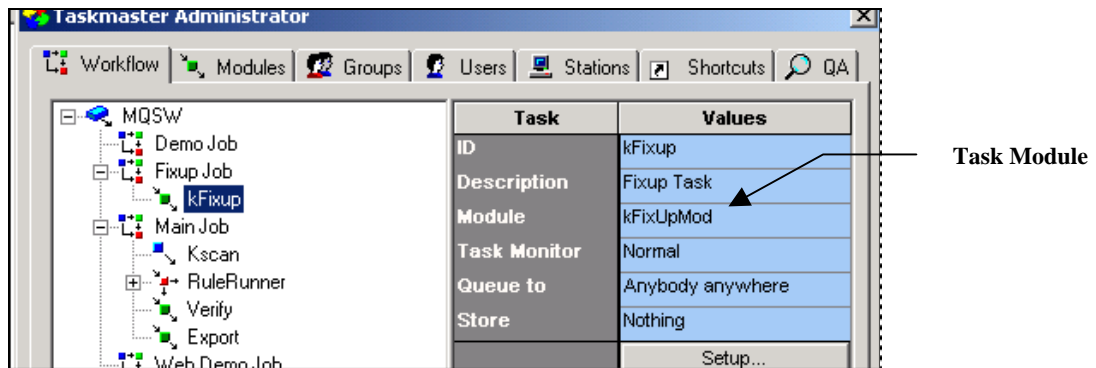 Taskmaster Administrator
Workflow Modules Groups Users Stations Shortcuts QA
MQSW
Demo Job
Fixup Job
kFixup
Main Job
Kscan
RuleRunner
Verify
Export
Web Demo Job
Task Values
ID kFixup
Description Fixup Task
Module kFixUpMod
Task Monitor Normal
Queue to Anybody anywhere
Store Nothing
Setup...
Task Module